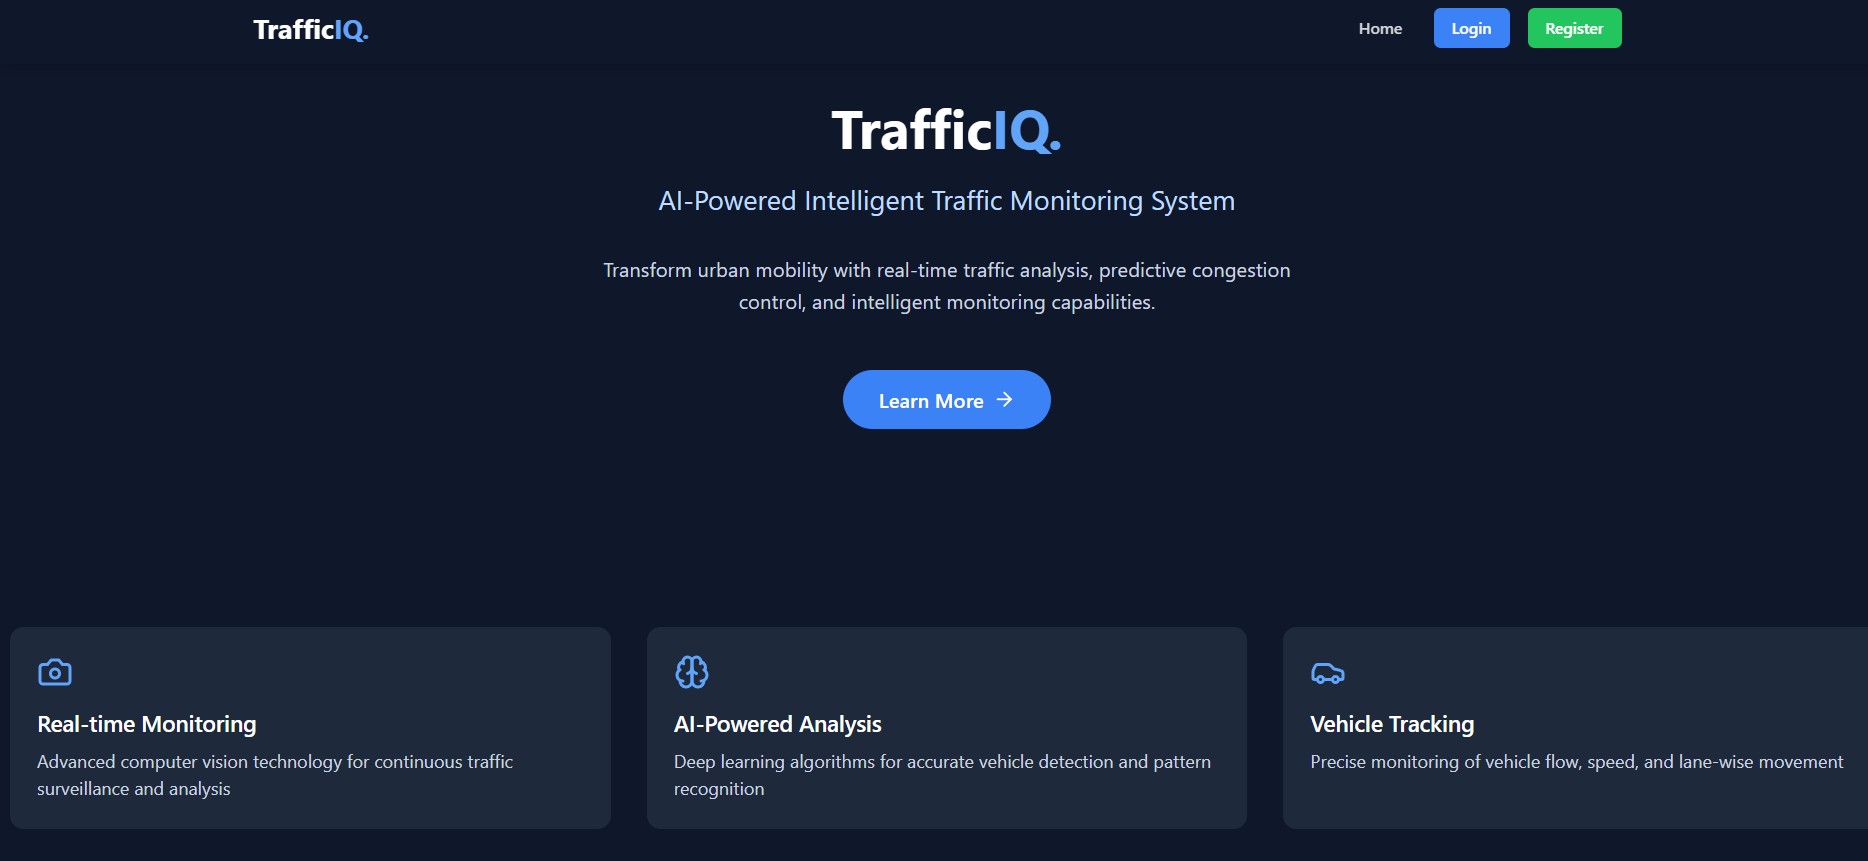 TrafficIQ.
Home
Login
Register
TrafficIQ.
AI-Powered Intelligent Traffic Monitoring System
Transform urban mobility with real-time traffic analysis, predictive congestion
control, and intelligent monitoring capabilities.
Learn More
Real-time Monitoring
Advanced computer vision technology for continuous traffic
surveillance and analysis
AI-Powered Analysis
Deep learning algorithms for accurate vehicle detection and pattern
recognition
Vehicle Tracking
Precise monitoring of vehicle flow, speed, and lane-wise movement